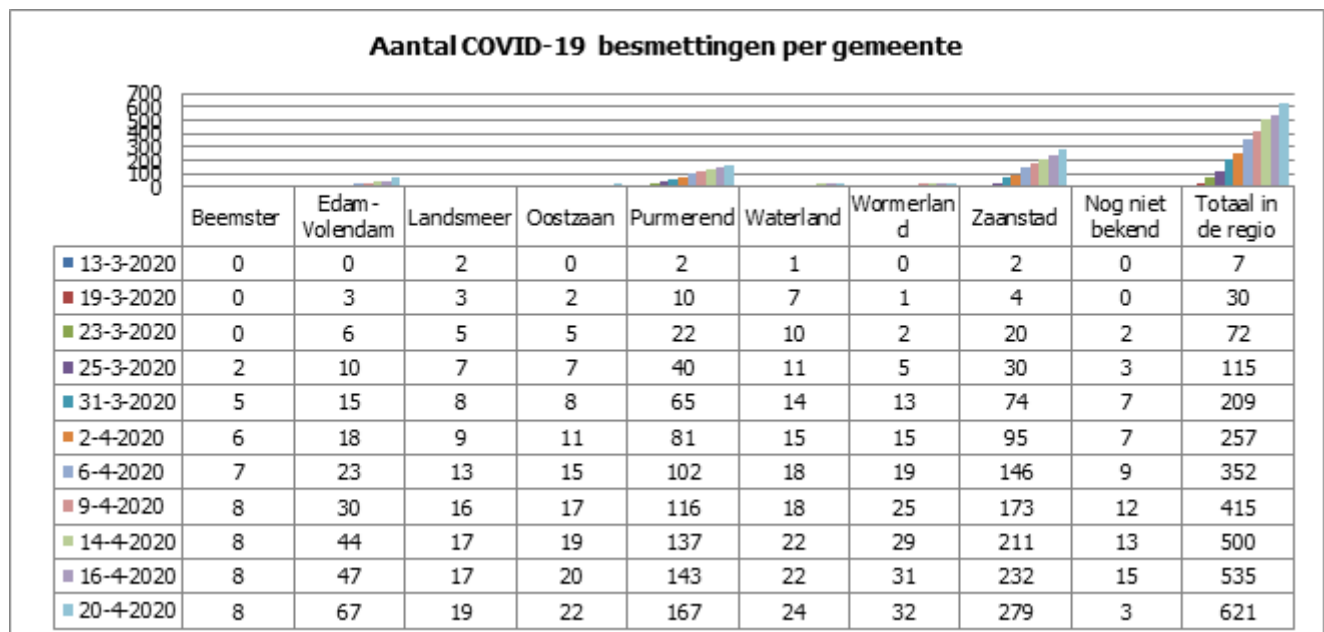 Aantal COVID-19 besmettingen per gemeente
700
600
500
400
300
200
100
0
Beemster Edam-Volendam Landsmeer Oostzaan Purmerend Waterland Wormerland Zaanstad Nog niet bekend Totaal in de regio
13-3-2020 0 0 2 0 2 1 0 2 0 7
19-3-2020 0 3 3 2 10 7 1 4 0 30
23-3-2020 0 6 5 5 22 10 2 20 2 72
25-3-2020 2 10 7 7 40 11 5 30 3 115
31-3-2020 5 15 8 8 65 14 13 74 7 209
2-4-2020 6 18 9 11 81 15 15 95 7 257
6-4-2020 7 23 13 15 102 18 19 146 9 352
9-4-2020 8 30 16 17 116 18 25 173 12 415
14-4-2020 8 44 17 19 137 22 29 211 13 500
16-4-2020 8 47 17 20 143 22 31 232 15 535
20-4-2020 8 67 19 22 167 24 32 279 3 621